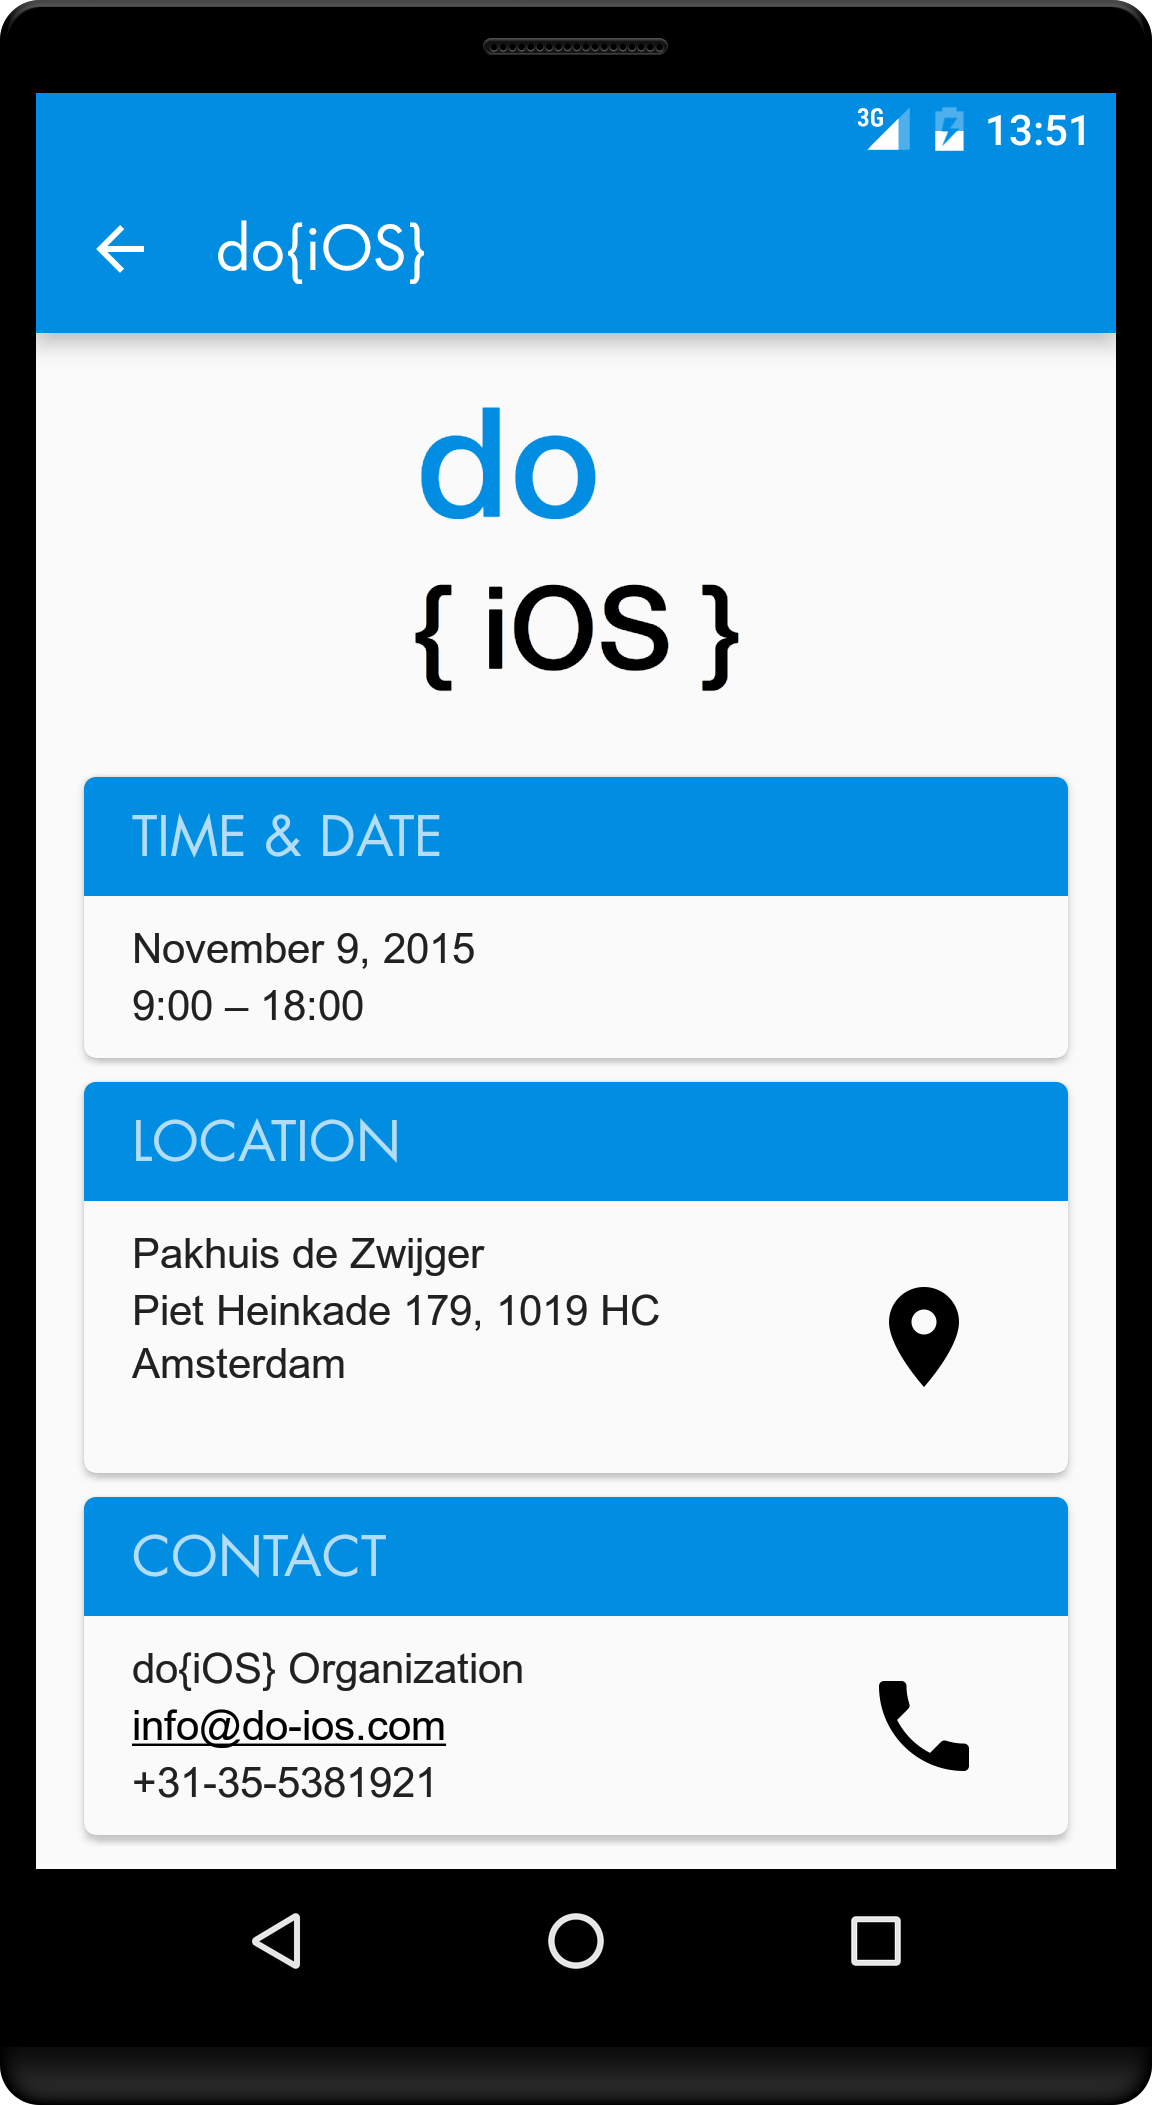 3G 13:51
do{iOS}
do
{ iOS }
TIME & DATE
November 9, 2015
9:00 – 18:00
LOCATION
Pakhuis de Zwijger
Piet Heinkade 179, 1019 HC
Amsterdam
CONTACT
do{iOS} Organization
info@do-ios.com
+31-35-5381921